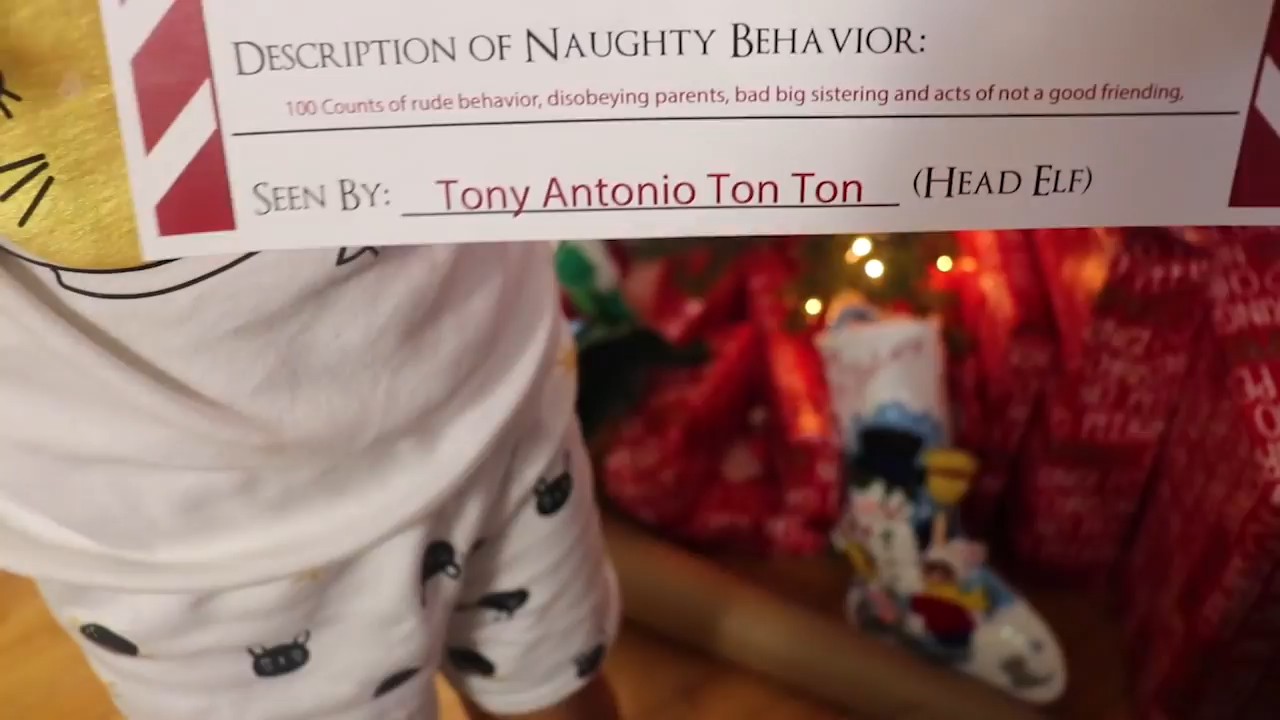 DESCRIPTION OF NAUGHTY BEHAVIOR:
100 Counts of rude behavior, disobeying parents, bad big sistering and acts of not a good friending,
SEEN BY: Tony Antonio Ton Ton (HEAD ELF)